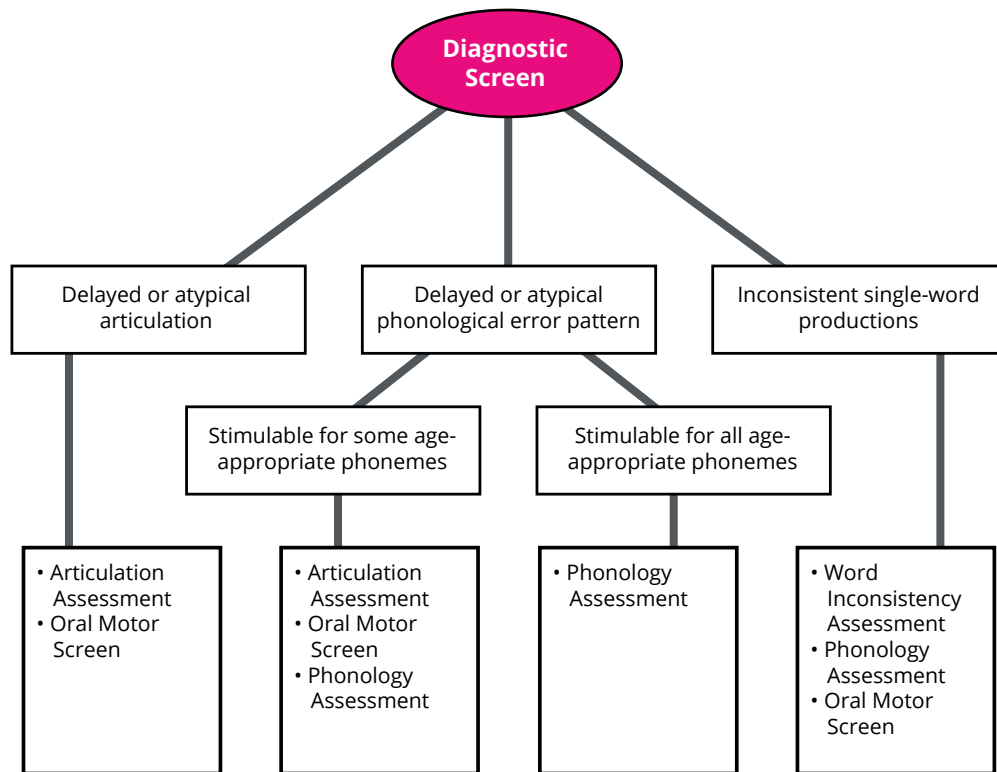 Diagnostic
Screen
Delayed or atypical
articulation
Delayed or atypical
phonological error pattern
Inconsistent single-word
productions
Stimulable for some age-
appropriate phonemes
Stimulable for all age-
appropriate phonemes
• Articulation
Assessment
• Oral Motor
Screen
• Articulation
Assessment
• Oral Motor
Screen
• Phonology
Assessment
• Phonology
Assessment
• Word
Inconsistency
Assessment
• Phonology
Assessment
• Oral Motor
Screen